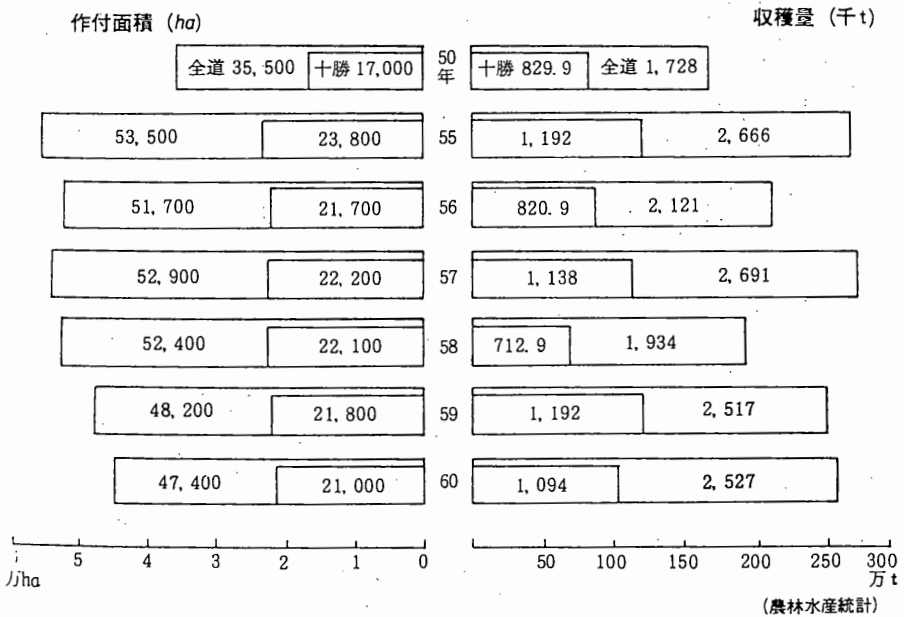 作付面積 (ha) 収穫量 (千t)
全道 35,500 十勝 17,000 50年 十勝 829.9 全道 1,728
53,500 23,800 55 1,192 2,666
51,700 21,700 56 820.9 2,121
52,900 22,200 57 1,138 2,691
52,400 22,100 58 712.9 1,934
48,200 21,800 59 1,192 2,517
47,400 21,000 60 1,094 2,527
5 4 3 2 1 0 50 100 150 200 250 300
万ha 万t
(農林水産統計)